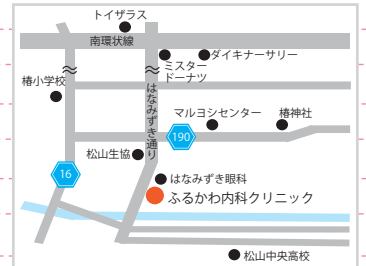 トイザラス
南環状線
ミスター
ドーナツ
ダイキナーサリー
椿小学校
はなみずき通り
マルヨシセンター
椿神社
190
松山生協
16
はなみずき眼科
ふるかわ内科クリニック
松山中央高校